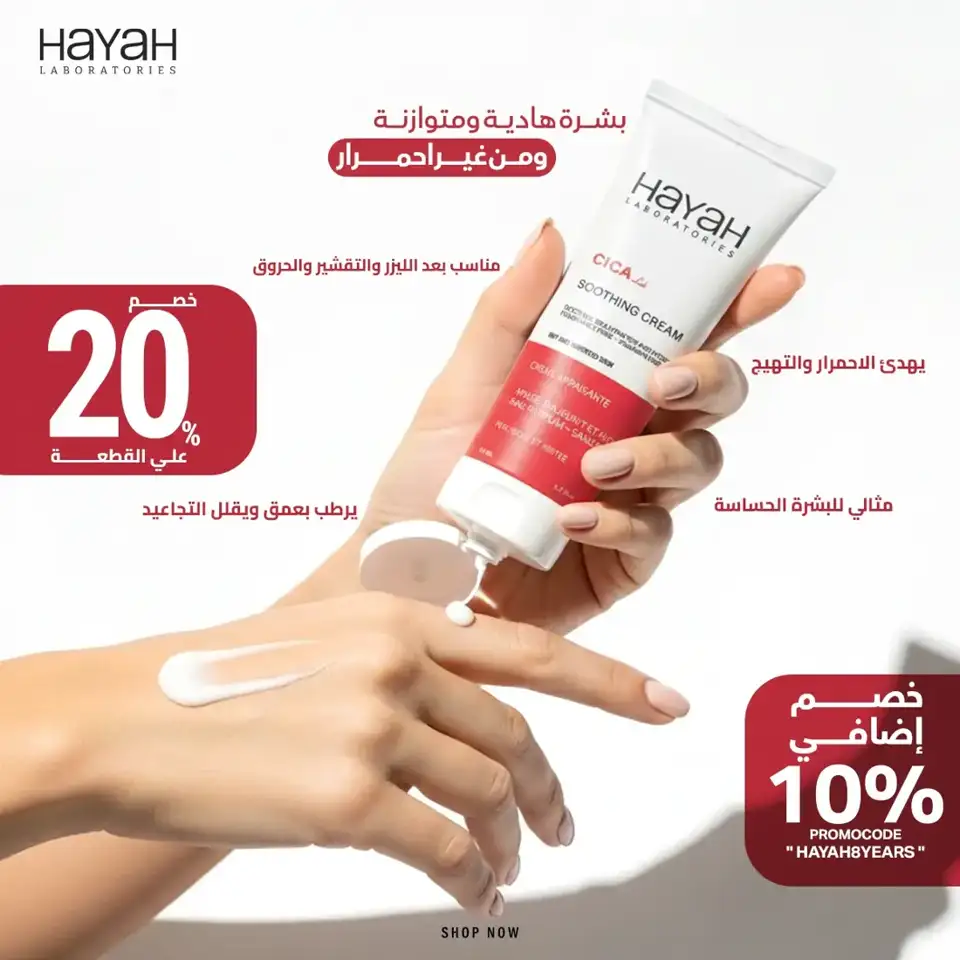 HAYAH
LABORATORIES
بشرة هادية ومتوازنة
ومن غير احمرار
مناسب بعد الليزر والتقشير والحروق
خصم
20%
علي القطعة
يهدئ الاحمرار والتهيج
يرطب بعمق ويقلل التجاعيد
مثالي للبشرة الحساسة
HAYAH
LABORATORIES
CICA
SOOTHING CREAM
خصم
إضافي
10%
PROMOCODE
" HAYAH8YEARS "
SHOP NOW